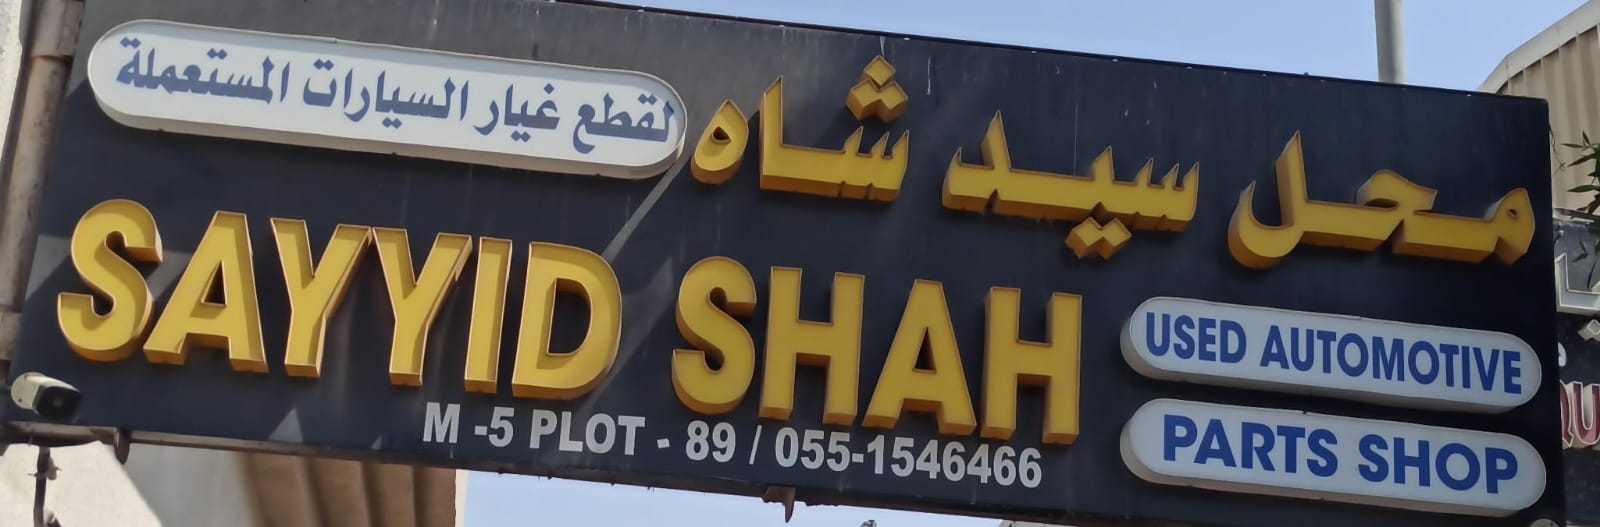 محل سيد شاه
لقطع غيار السيارات المستعملة
SAYYID SHAH
USED AUTOMOTIVE
PARTS SHOP
M -5 PLOT - 89 / 055-1546466